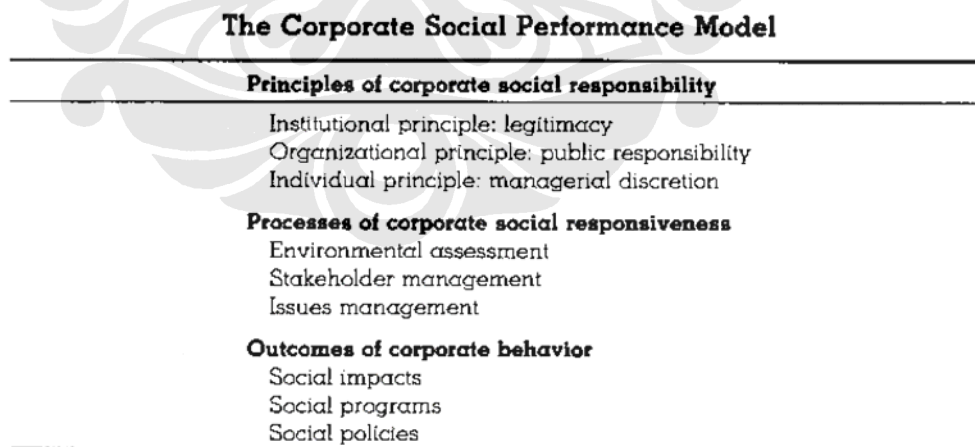 The Corporate Social Performance Model
Principles of corporate social responsibility
Institutional principle: legitimacy
Organizational principle: public responsibility
Individual principle: managerial discretion
Processes of corporate social responsiveness
Environmental assessment
Stakeholder management
Issues management
Outcomes of corporate behavior
Social impacts
Social programs
Social policies